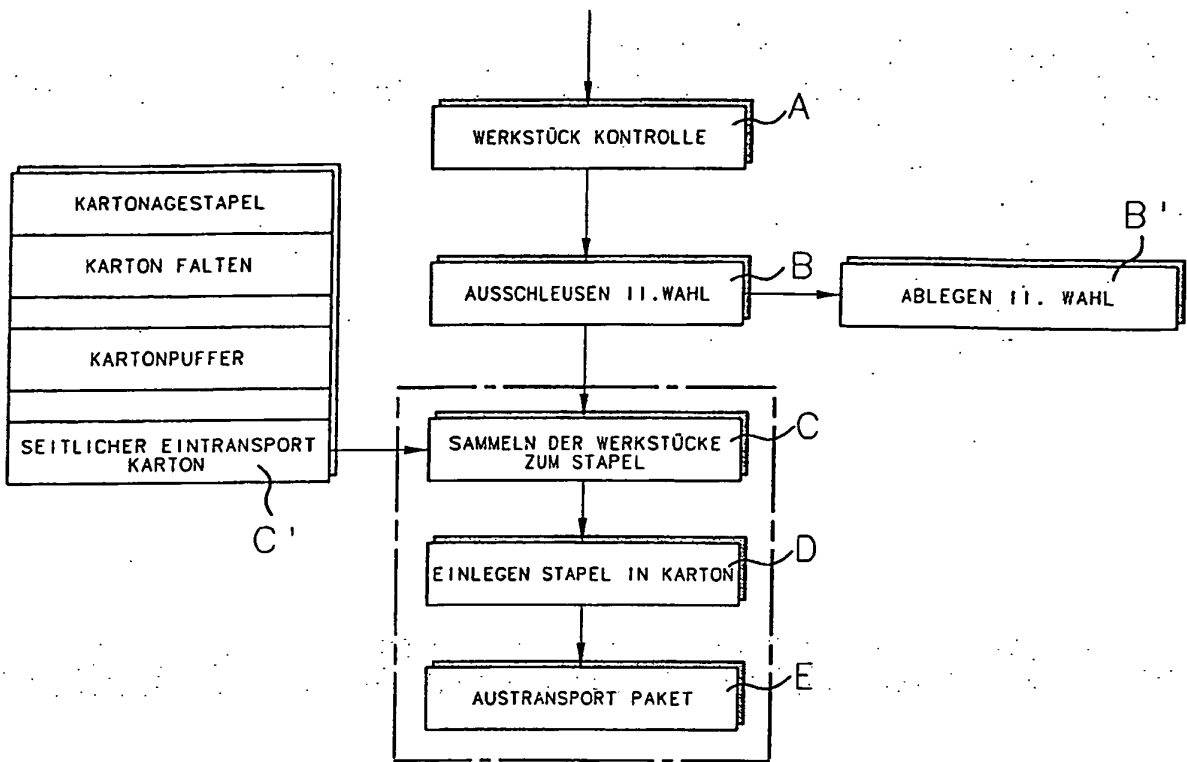 A
WERKSTÜCK KONTROLLE
KARTONAGESTAPEL
KARTON FALTEN
KARTONPUFFER
SEITLICHER EINTRANSPORT
KARTON
C'
B
AUSSCHLEUSEN II.WAHL
B'
ABLEGEN II. WAHL
C
SAMMELN DER WERKSTÜCKE
ZUM STAPEL
D
EINLEGEN STAPEL IN KARTON
E
AUSTRANSPORT PAKET